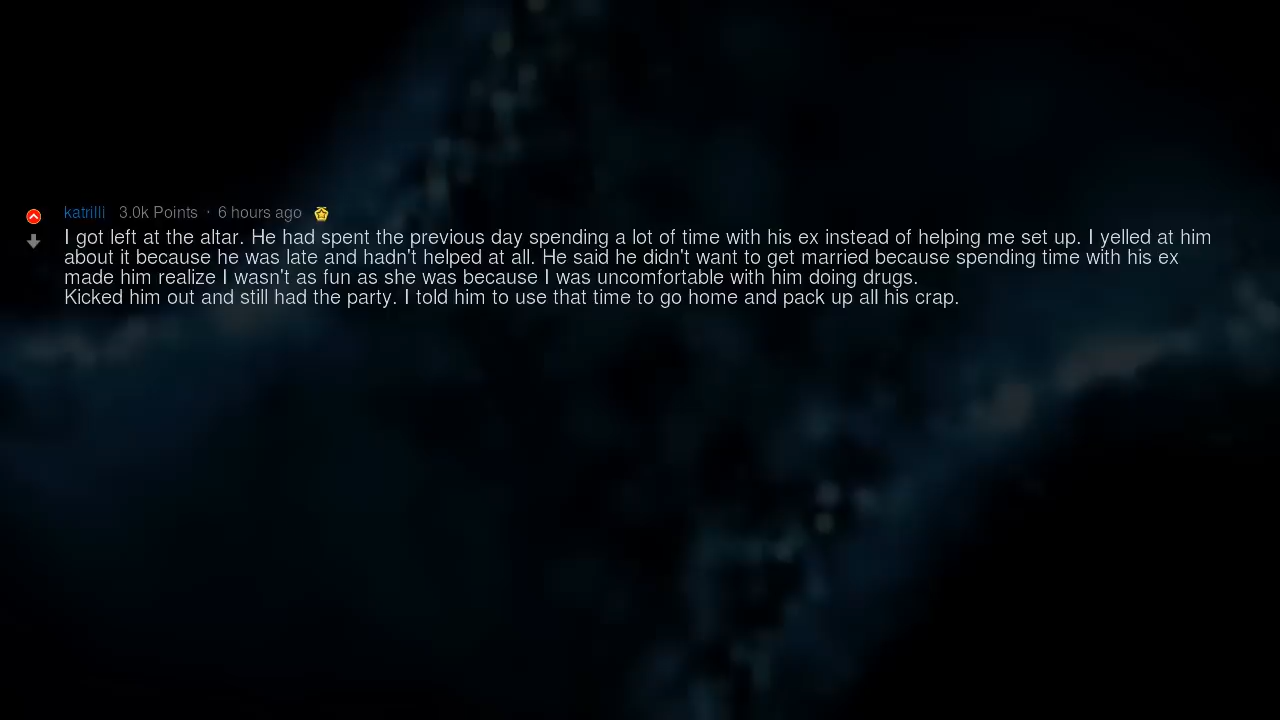 katrilli 3.0k Points · 6 hours ago
I got left at the altar. He had spent the previous day spending a lot of time with his ex instead of helping me set up. I yelled at him
about it because he was late and hadn't helped at all. He said he didn't want to get married because spending time with his ex
made him realize I wasn't as fun as she was because I was uncomfortable with him doing drugs.
Kicked him out and still had the party. I told him to use that time to go home and pack up all his crap.